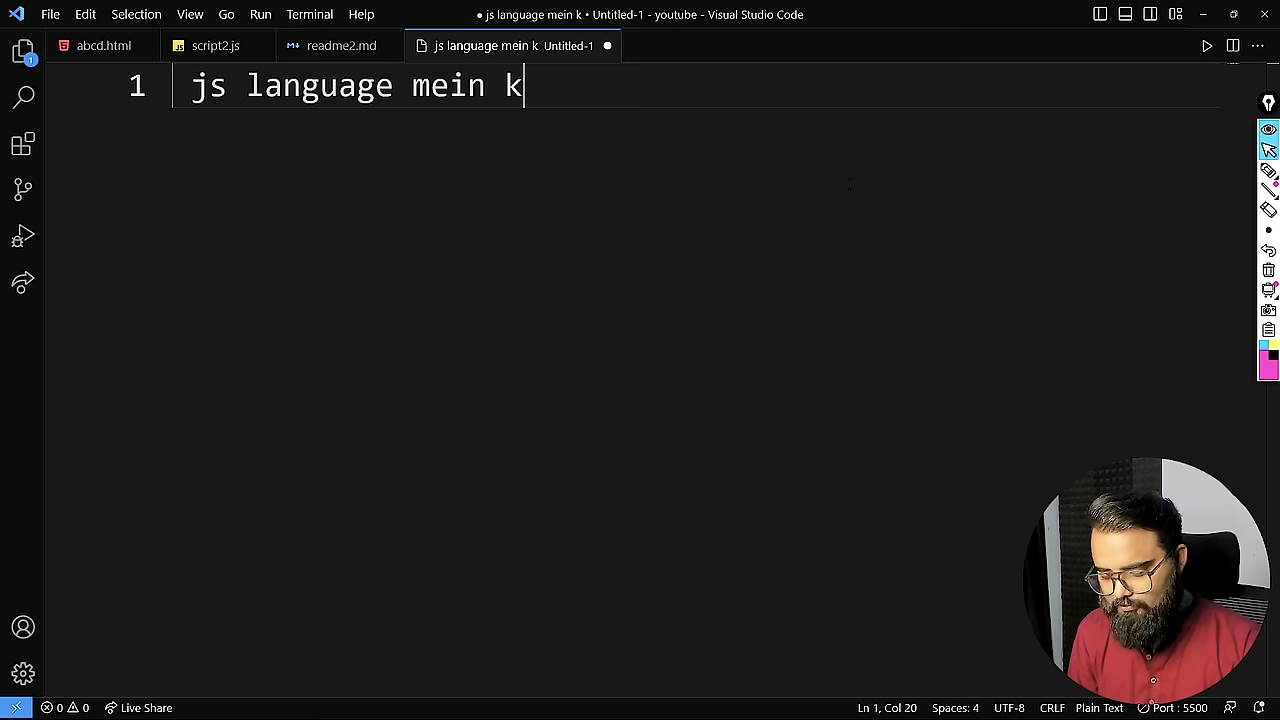 File Edit Selection View Go Run Terminal Help
● js language mein k • Untitled-1 - youtube - Visual Studio Code
abcd.html
script2.js
readme2.md
js language mein k Untitled-1
1
1 js language mein k
0 0 Live Share
Ln 1, Col 20 Spaces: 4 UTF-8 CRLF Plain Text Port : 5500